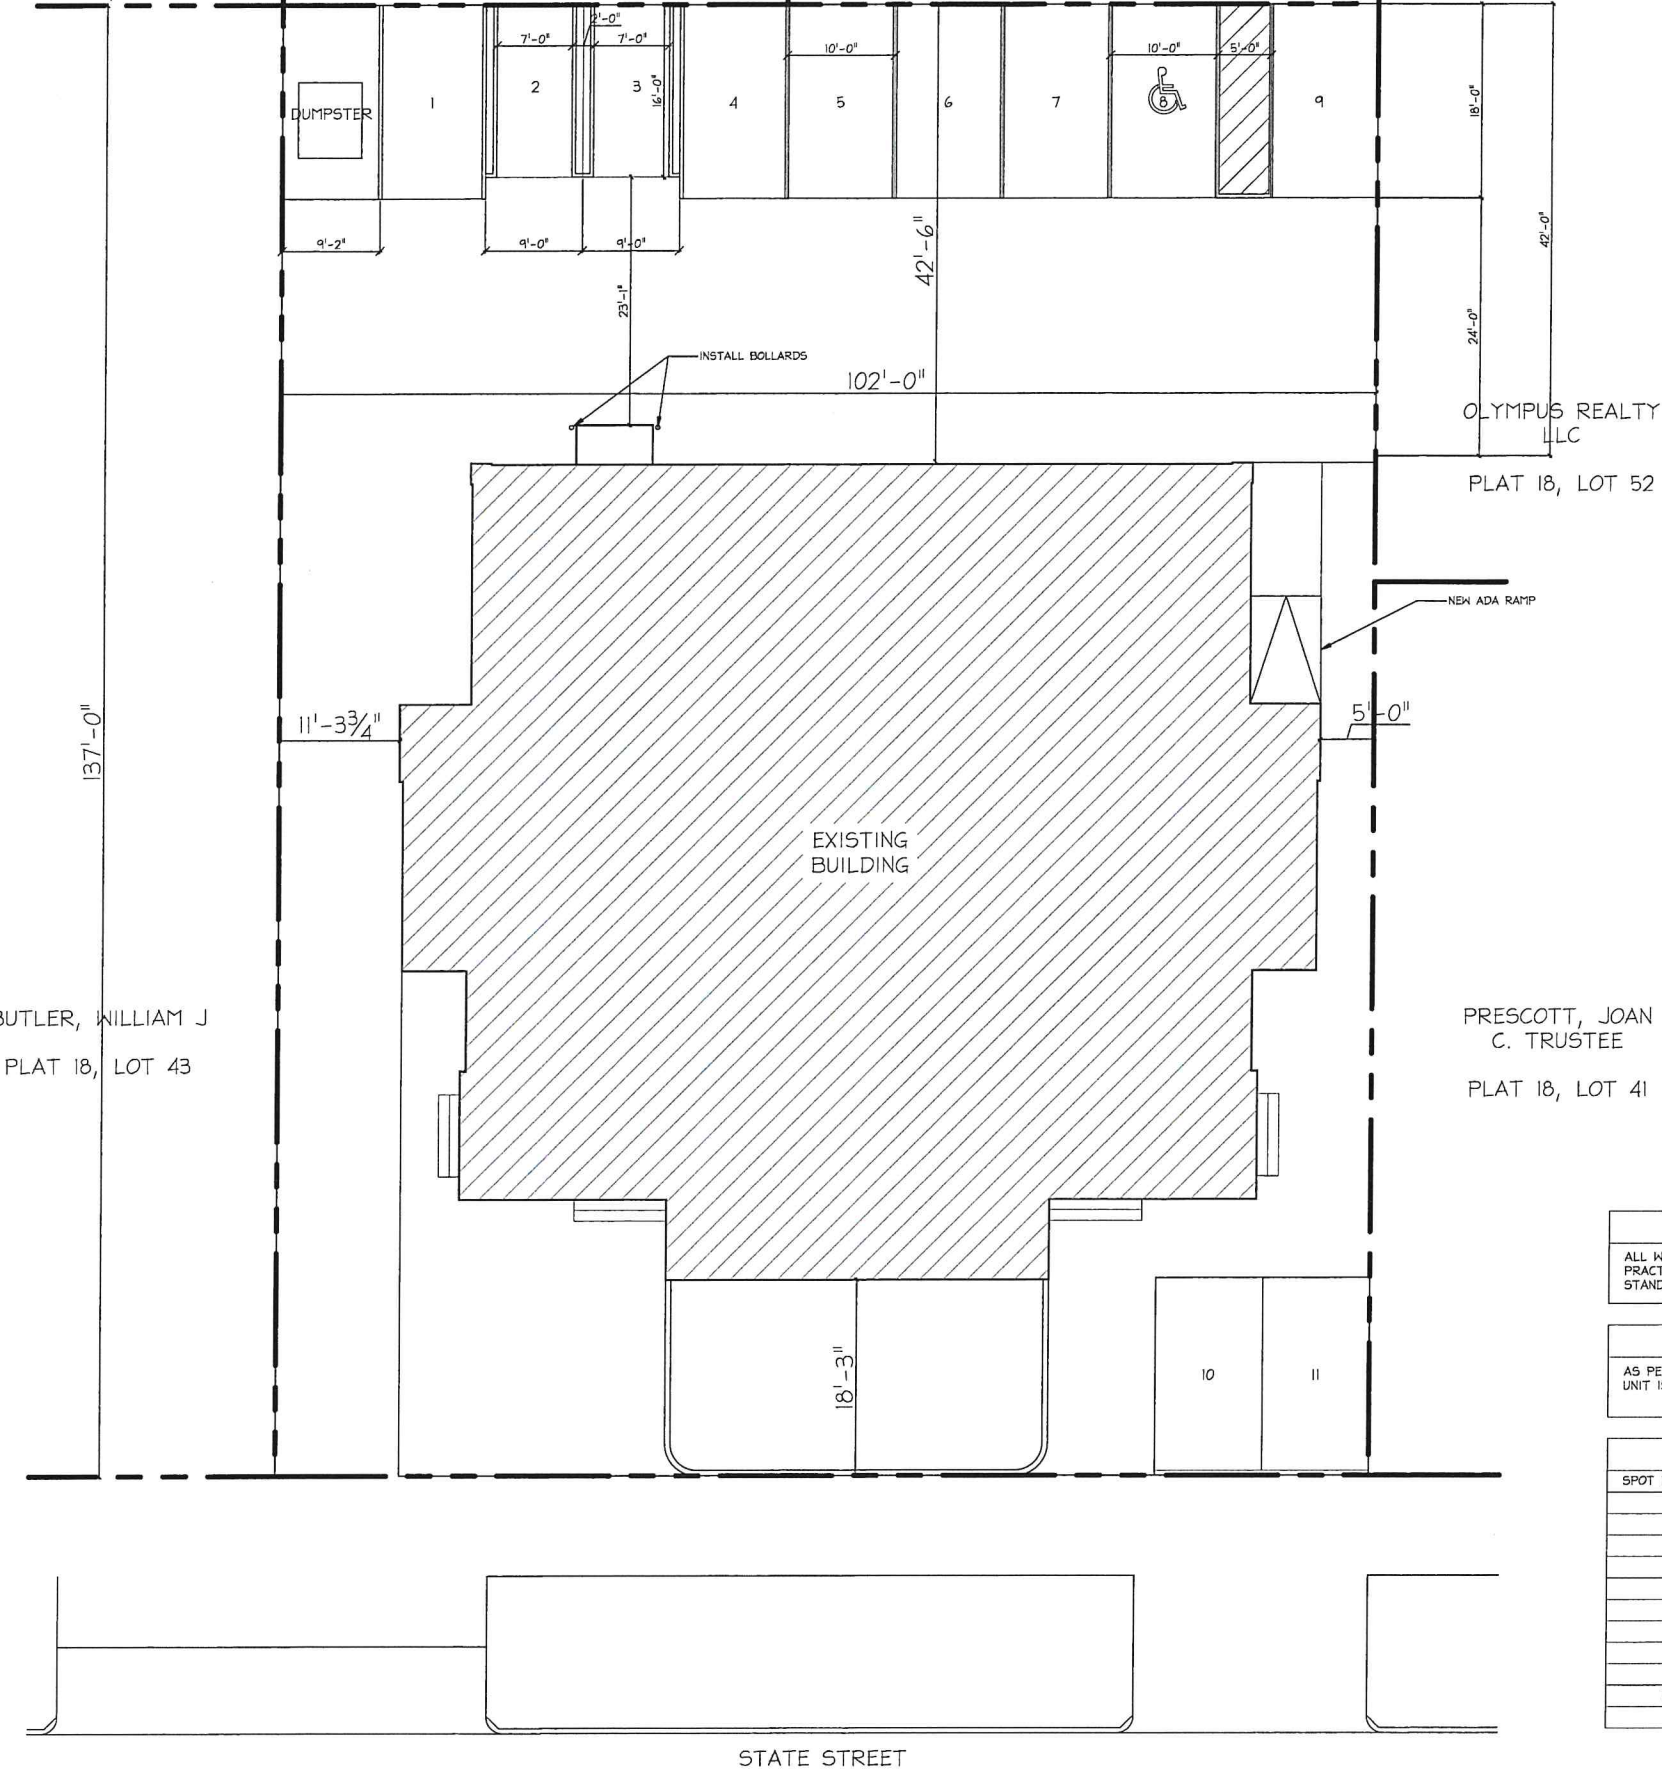 2'-0"
7'-0"
7'-0"
10'-0"
10'-0"
5'-0"
DUMPSTER
1
2
3
16'-0"
4
5
6
7
8
9
18'-0"
9'-2"
9'-0"
9'-0"
42'-6"
42'-0"
23'-1"
24'-0"
INSTALL BOLLARDS
102'-0"
OLYMPUS REALTY
LLC
PLAT 18, LOT 52
NEW ADA RAMP
137'-0"
11'-3¾"
5'-0"
EXISTING
BUILDING
BUTLER, WILLIAM J
PLAT 18, LOT 43
PRESCOTT, JOAN
C. TRUSTEE
PLAT 18, LOT 41
ALL
PRACT
STAND
18'-3"
10
11
AS PE
UNIT
SPOT
STATE STREET